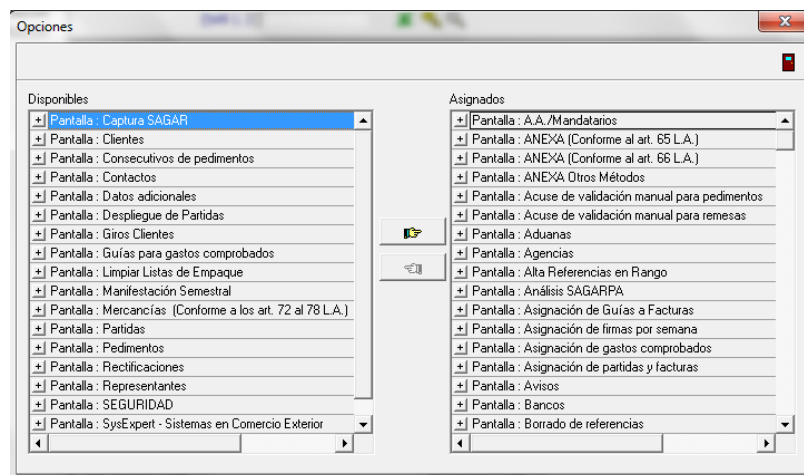 Opciones
Disponibles
+ Pantalla : Captura SAGAR
+ Pantalla : Clientes
+ Pantalla : Consecutivos de pedimentos
+ Pantalla : Contactos
+ Pantalla : Datos adicionales
+ Pantalla : Despliegue de Partidas
+ Pantalla : Giros Clientes
+ Pantalla : Guías para gastos comprobados
+ Pantalla : Limpiar Listas de Empaque
+ Pantalla : Manifestación Semestral
+ Pantalla : Mercancías (Conforme a los art. 72 al 78 L.A.)
+ Pantalla : Partidas
+ Pantalla : Pedimentos
+ Pantalla : Rectificaciones
+ Pantalla : Representantes
+ Pantalla : SEGURIDAD
+ Pantalla : SysExpert - Sistemas en Comercio Exterior
Asignados
+ Pantalla : A.A./Mandatarios
+ Pantalla : ANEXA (Conforme al art. 65 L.A.)
+ Pantalla : ANEXA (Conforme al art. 66 L.A.)
+ Pantalla : ANEXA Otros Métodos
+ Pantalla : Acuse de validación manual para pedimentos
+ Pantalla : Acuse de validación manual para remesas
+ Pantalla : Aduanas
+ Pantalla : Agencias
+ Pantalla : Alta Referencias en Rango
+ Pantalla : Análisis SAGARPA
+ Pantalla : Asignación de Guías a Facturas
+ Pantalla : Asignación de firmas por semana
+ Pantalla : Asignación de gastos comprobados
+ Pantalla : Asignación de partidas y facturas
+ Pantalla : Avisos
+ Pantalla : Bancos
+ Pantalla : Borrado de referencias